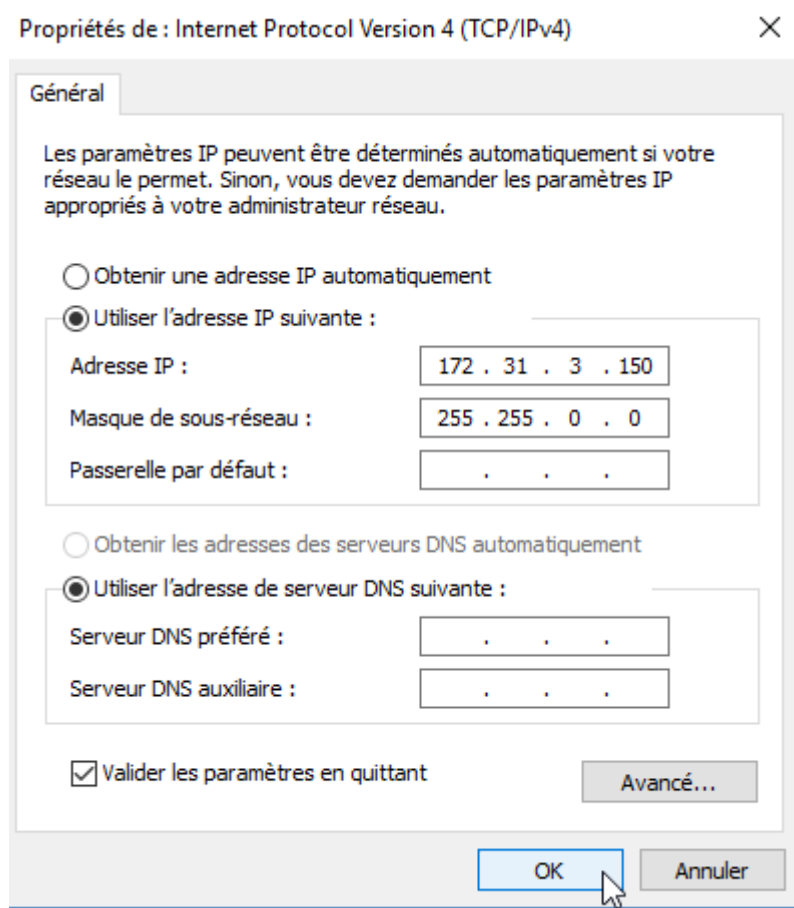 Propriétés de : Internet Protocol Version 4 (TCP/IPv4)
Général
Les paramètres IP peuvent être déterminés automatiquement si votre
réseau le permet. Sinon, vous devez demander les paramètres IP
appropriés à votre administrateur réseau.
Obtenir une adresse IP automatiquement
Utiliser l'adresse IP suivante :
Adresse IP : 172 . 31 . 3 . 150
Masque de sous-réseau : 255 . 255 . 0 . 0
Passerelle par défaut : . . .
Obtenir les adresses des serveurs DNS automatiquement
Utiliser l'adresse de serveur DNS suivante :
Serveur DNS préféré : . . .
Serveur DNS auxiliaire : . . .
Valider les paramètres en quittant
Avancé...
OK Annuler